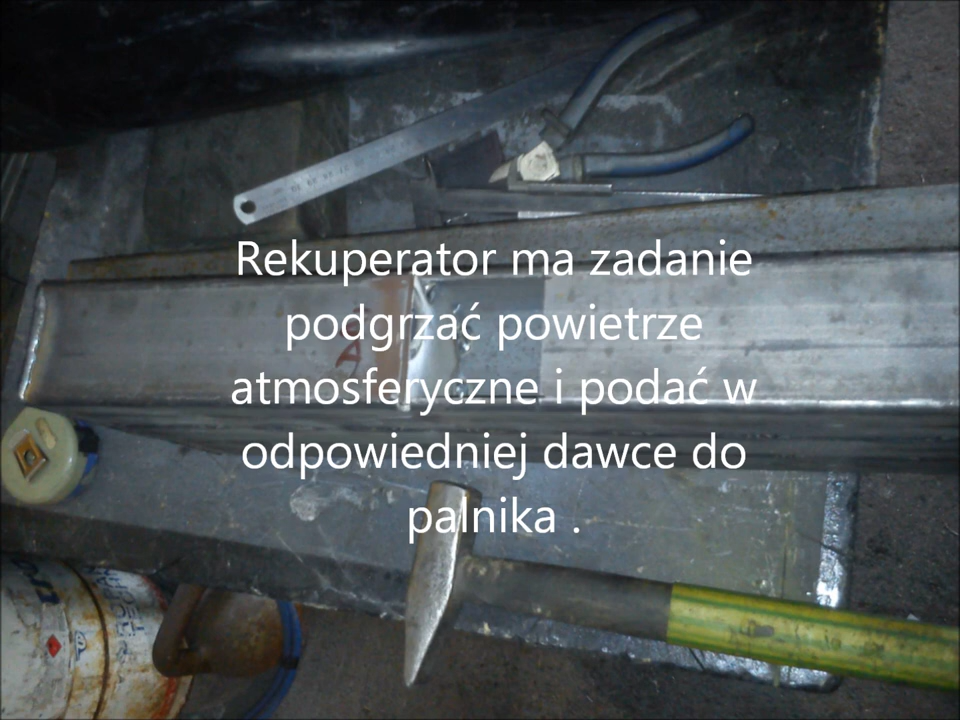 Rekuperator ma zadanie
podgrzać powietrze
atmosferyczne i podać w
odpowiedniej dawce do
palnika .